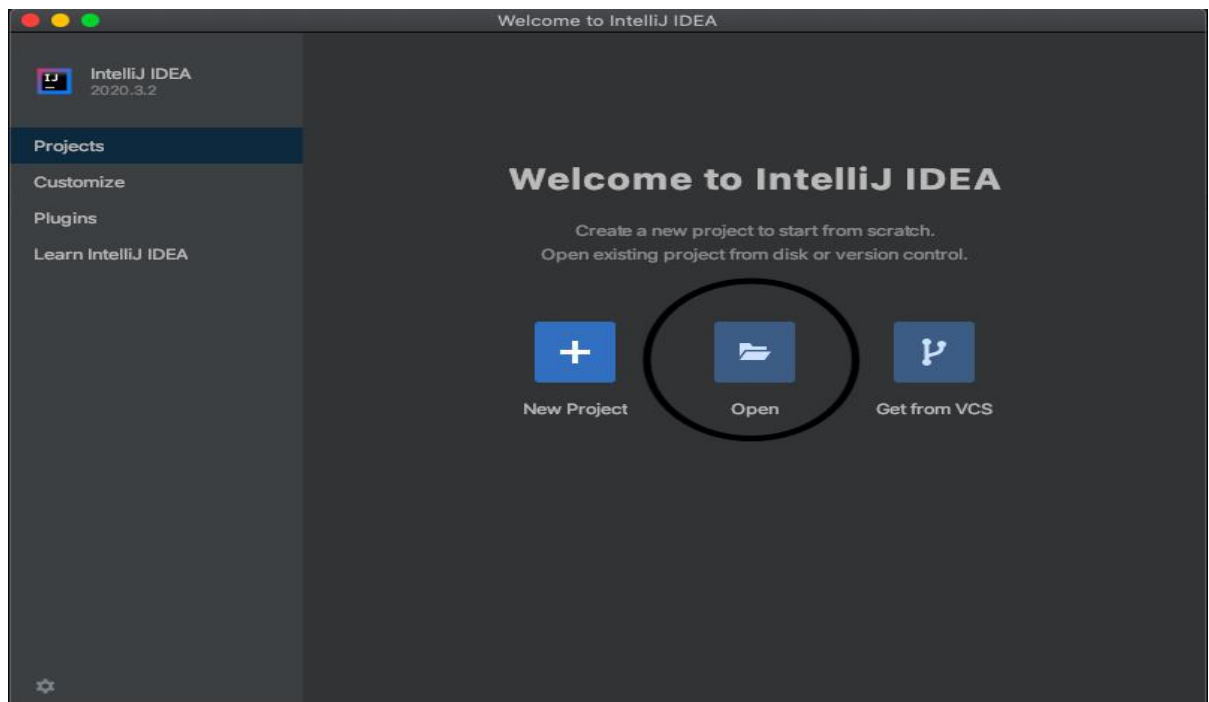 Welcome to IntelliJ IDEA
IJ
IntelliJ IDEA
2020.3.2
Projects
Customize
Plugins
Learn IntelliJ IDEA
Welcome to IntelliJ IDEA
Create a new project to start from scratch.
Open existing project from disk or version control.
New Project
Open
Get from VCS